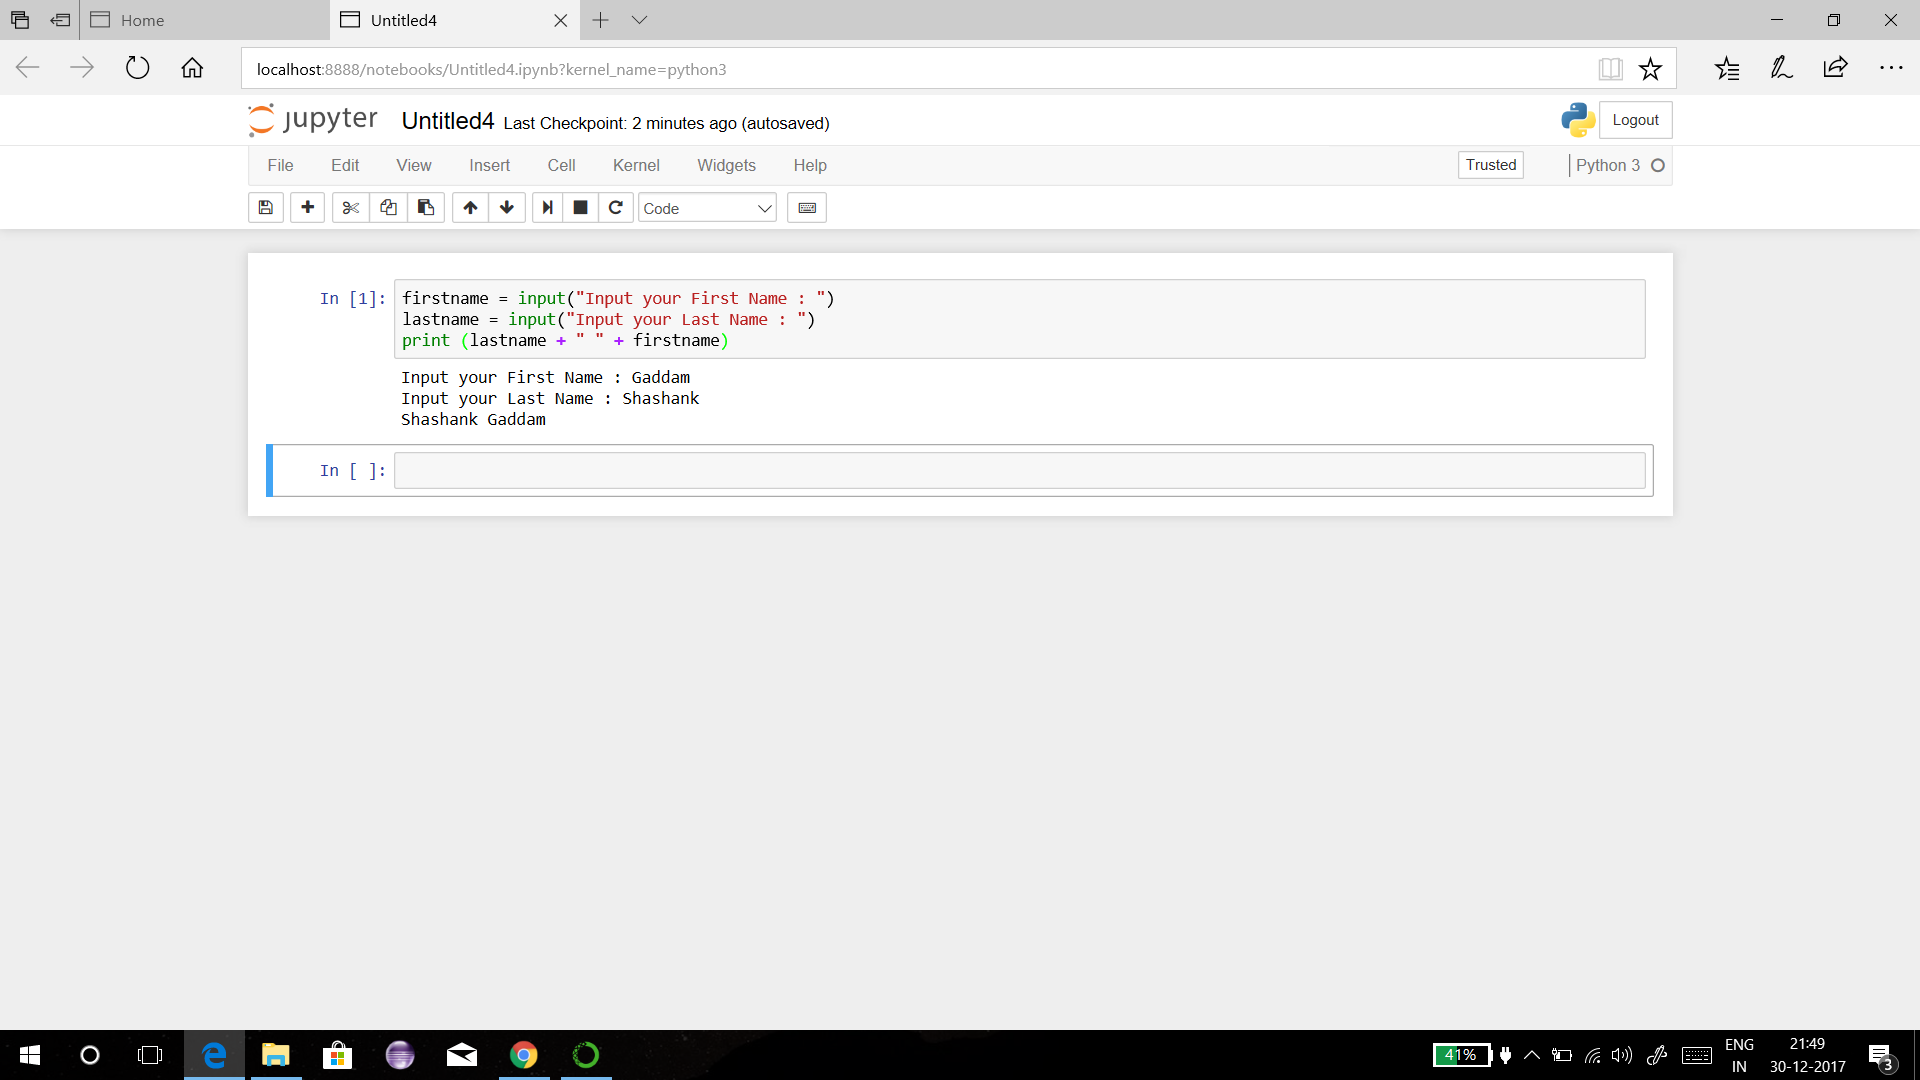 Home
Untitled4
localhost:8888/notebooks/Untitled4.ipynb?kernel_name=python3
jupyter Untitled4 Last Checkpoint: 2 minutes ago (autosaved)
Logout
File Edit View Insert Cell Kernel Widgets Help
Trusted
Python 3
Code
In [1]: firstname = input("Input your First Name : ")
lastname = input("Input your Last Name : ")
print (lastname + " " + firstname)
Input your First Name : Gaddam
Input your Last Name : Shashank
Shashank Gaddam
In [ ]:
41%
ENG
IN
21:49
30-12-2017
3